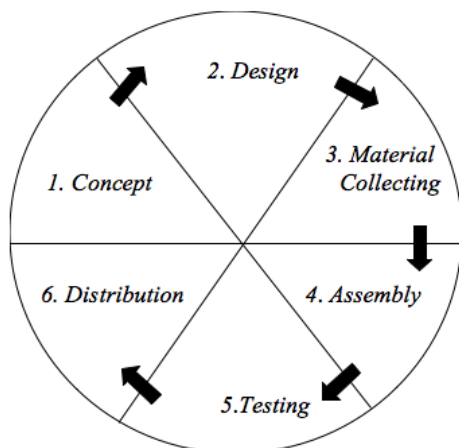 1. Concept
2. Design
3. Material
Collecting
4. Assembly
5.Testing
6. Distribution